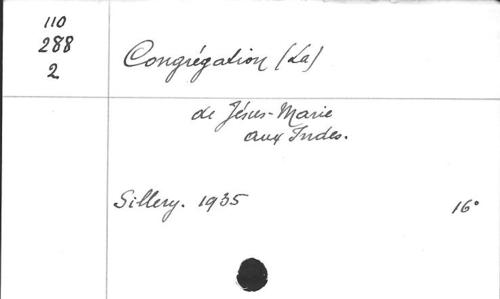 110
288
2
Congrégation (La)
de Jésus-Marie
aux Indes.
Sillery. 1935
16°